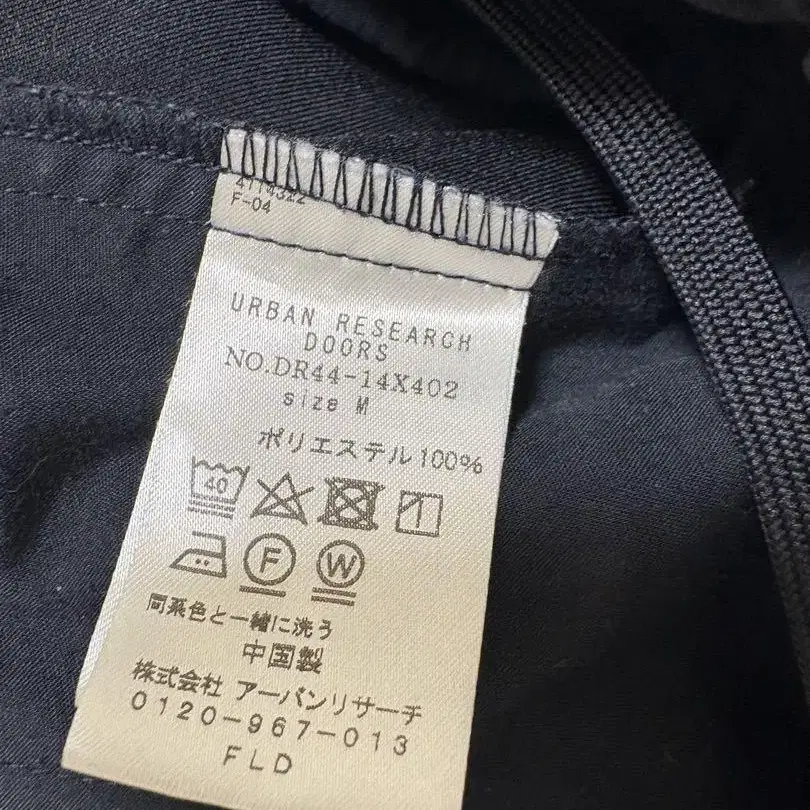 4114322
F-04
URBAN RESEARCH
DOORS
NO.DR44-14X402
size M
ポリエステル100%
40
F W
同系色と一緒に洗う
中国製
株式会社 アーバンリサーチ
0120-967-013
FLD